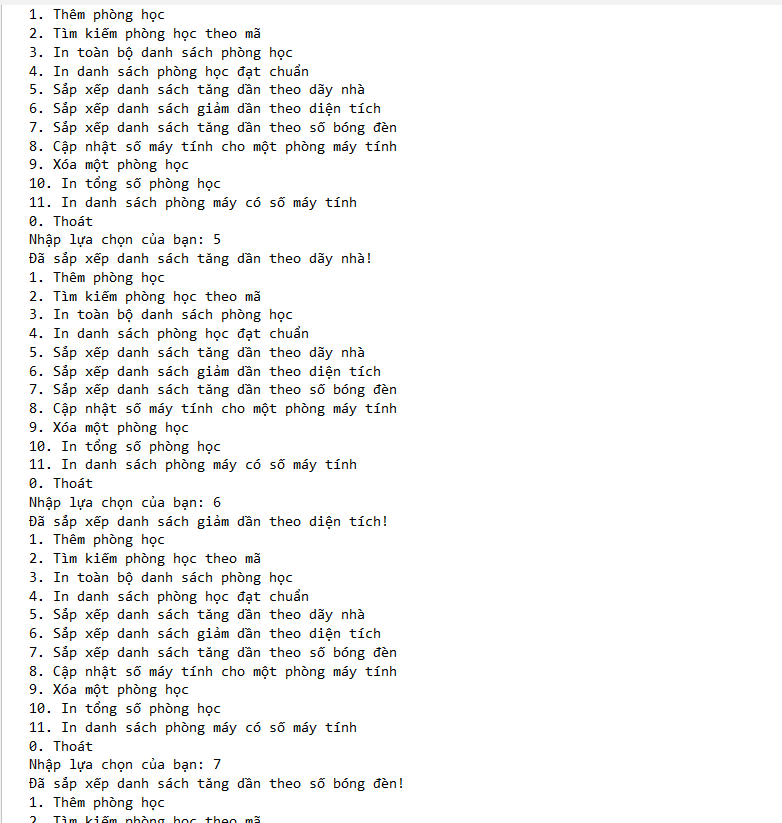 1. Thêm phòng học
2. Tìm kiếm phòng học theo mã
3. In toàn bộ danh sách phòng học
4. In danh sách phòng học đạt chuẩn
5. Sắp xếp danh sách tăng dần theo dãy nhà
6. Sắp xếp danh sách giảm dần theo diện tích
7. Sắp xếp danh sách tăng dần theo số bóng đèn
8. Cập nhật số máy tính cho một phòng máy tính
9. Xóa một phòng học
10. In tổng số phòng học
11. In danh sách phòng máy có số máy tính
0. Thoát
Nhập lựa chọn của bạn: 5
Đã sắp xếp danh sách tăng dần theo dãy nhà!
1. Thêm phòng học
2. Tìm kiếm phòng học theo mã
3. In toàn bộ danh sách phòng học
4. In danh sách phòng học đạt chuẩn
5. Sắp xếp danh sách tăng dần theo dãy nhà
6. Sắp xếp danh sách giảm dần theo diện tích
7. Sắp xếp danh sách tăng dần theo số bóng đèn
8. Cập nhật số máy tính cho một phòng máy tính
9. Xóa một phòng học
10. In tổng số phòng học
11. In danh sách phòng máy có số máy tính
0. Thoát
Nhập lựa chọn của bạn: 6
Đã sắp xếp danh sách giảm dần theo diện tích!
1. Thêm phòng học
2. Tìm kiếm phòng học theo mã
3. In toàn bộ danh sách phòng học
4. In danh sách phòng học đạt chuẩn
5. Sắp xếp danh sách tăng dần theo dãy nhà
6. Sắp xếp danh sách giảm dần theo diện tích
7. Sắp xếp danh sách tăng dần theo số bóng đèn
8. Cập nhật số máy tính cho một phòng máy tính
9. Xóa một phòng học
10. In tổng số phòng học
11. In danh sách phòng máy có số máy tính
0. Thoát
Nhập lựa chọn của bạn: 7
Đã sắp xếp danh sách tăng dần theo số bóng đèn!
1. Thêm phòng học
2. Tìm kiếm phòng học theo mã